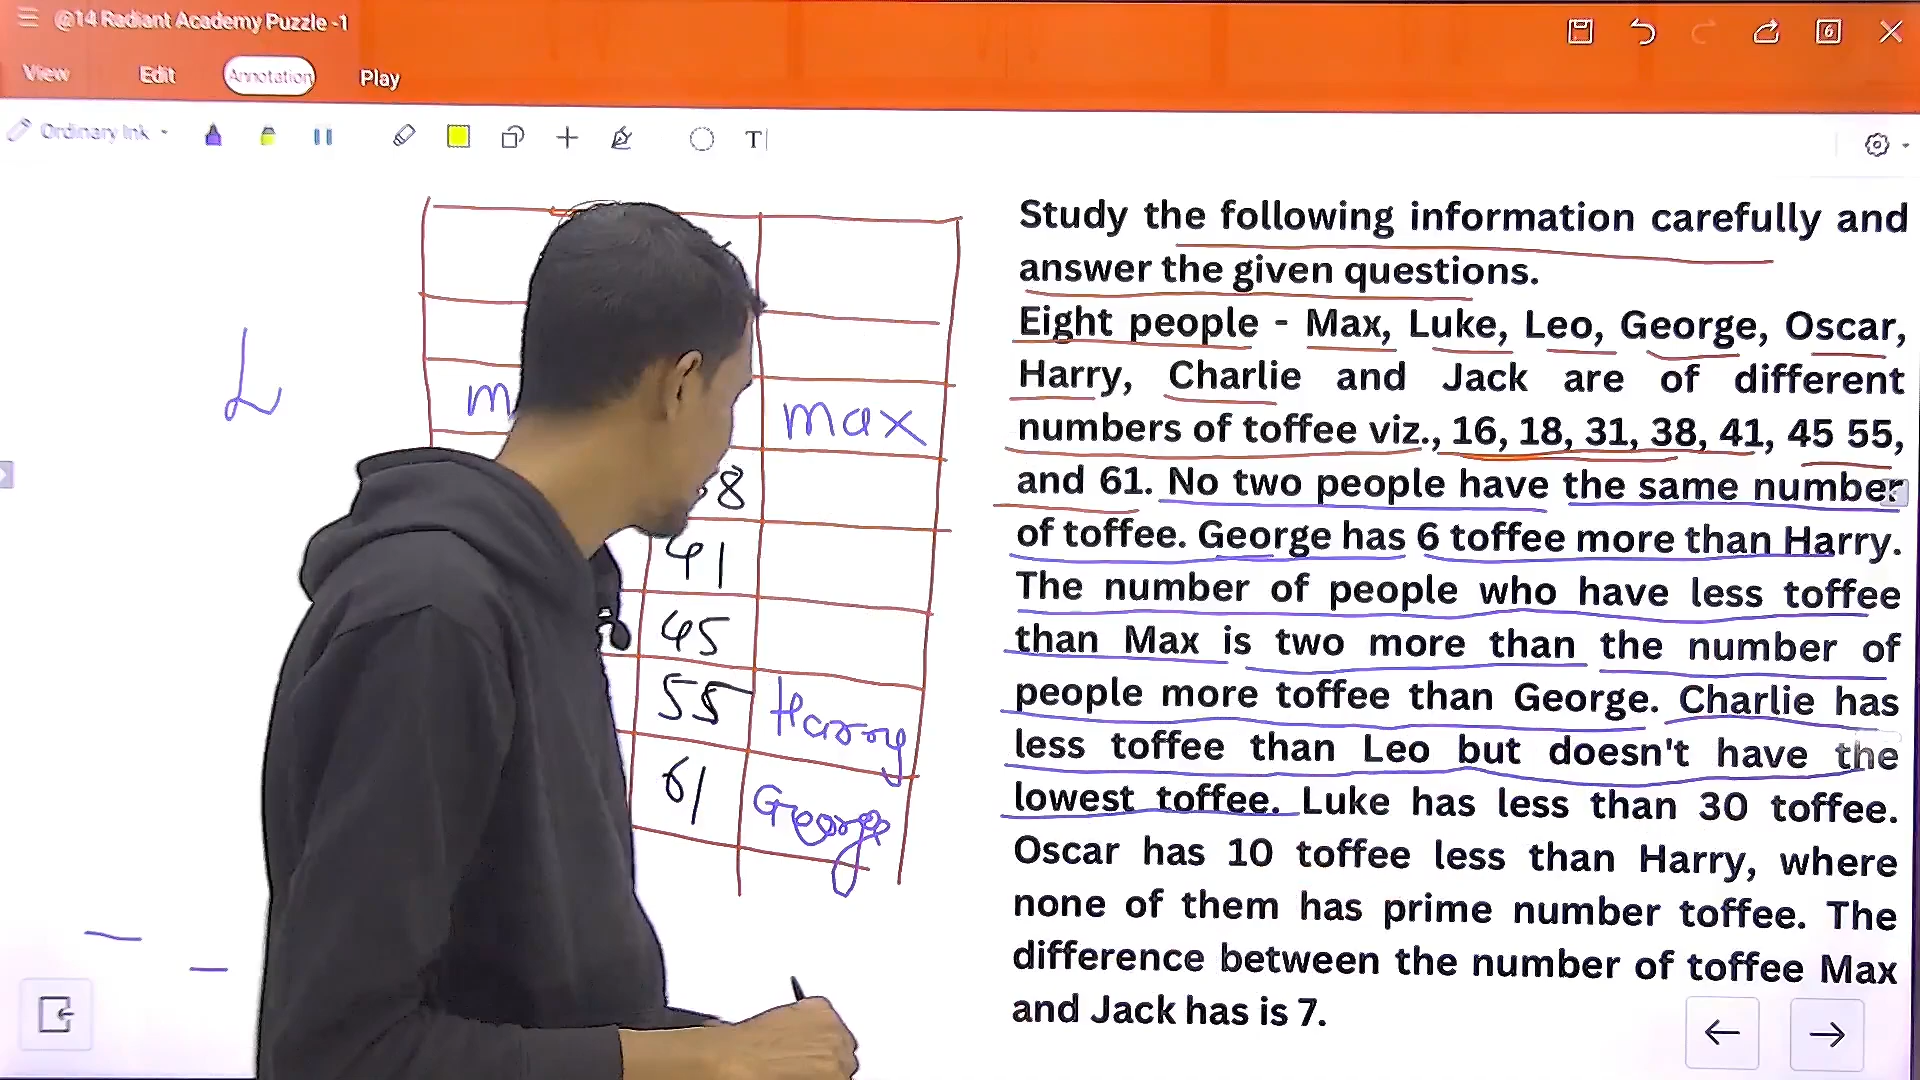 @14 Radiant Academy Puzzle -1
View Edit Annotation Play
Ordinary Ink
T
6
Study the following information carefully and
answer the given questions.
Eight people - Max, Luke, Leo, George, Oscar,
Harry, Charlie and Jack are of different
numbers of toffee viz., 16, 18, 31, 38, 41, 45 55,
and 61. No two people have the same number
of toffee. George has 6 toffee more than Harry.
The number of people who have less toffee
than Max is two more than the number of
people more toffee than George. Charlie has
less toffee than Leo but doesn't have the
lowest toffee. Luke has less than 30 toffee.
Oscar has 10 toffee less than Harry, where
none of them has prime number toffee. The
difference between the number of toffee Max
and Jack has is 7.
L
m
max
8
41
45
55 Harry
61 George